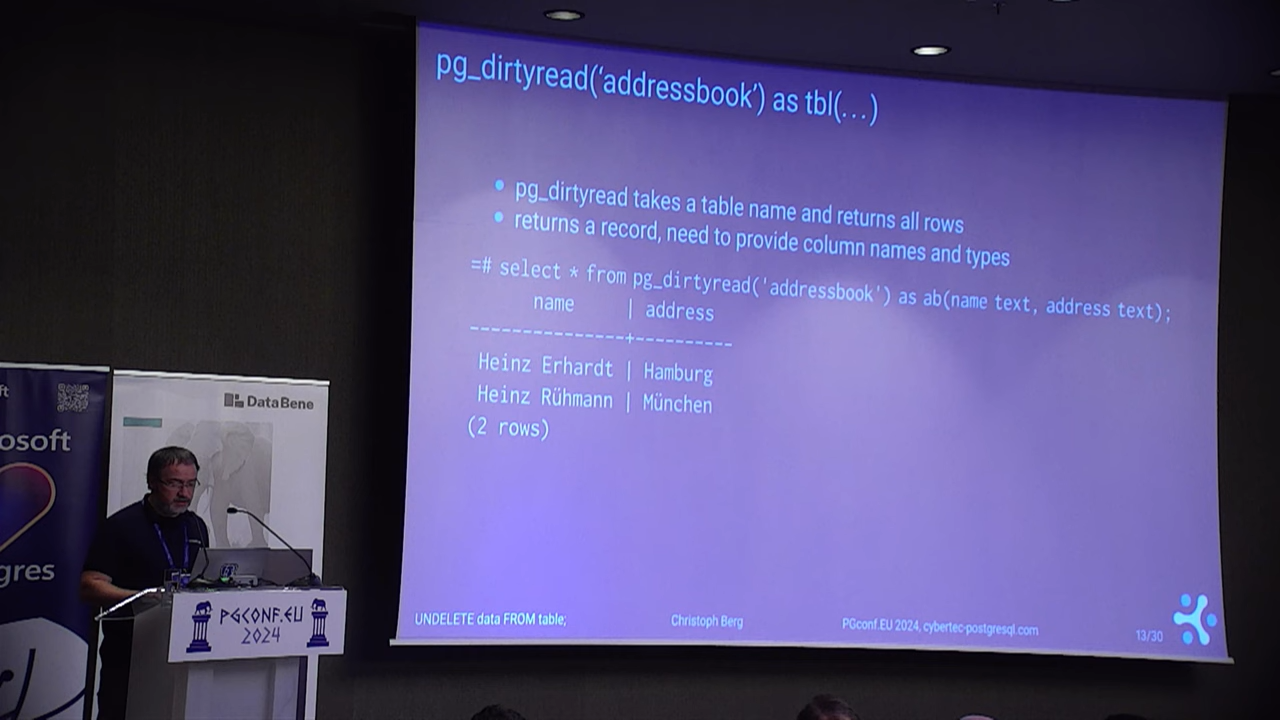 pg_dirtyread(‘addressbook’) as tbl(...)
• pg_dirtyread takes a table name and returns all rows
• returns a record, need to provide column names and types
=# select * from pg_dirtyread('addressbook') as ab(name text, address text);
name | address
---------------+----------
Heinz Erhardt | Hamburg
Heinz Rühmann | München
(2 rows)
UNDELETE data FROM table;
Christoph Berg
PGconf.EU 2024, cybertec-postgresql.com
13/30
ft
osoft
gres
Data Bene
PGCONF.EU
2024